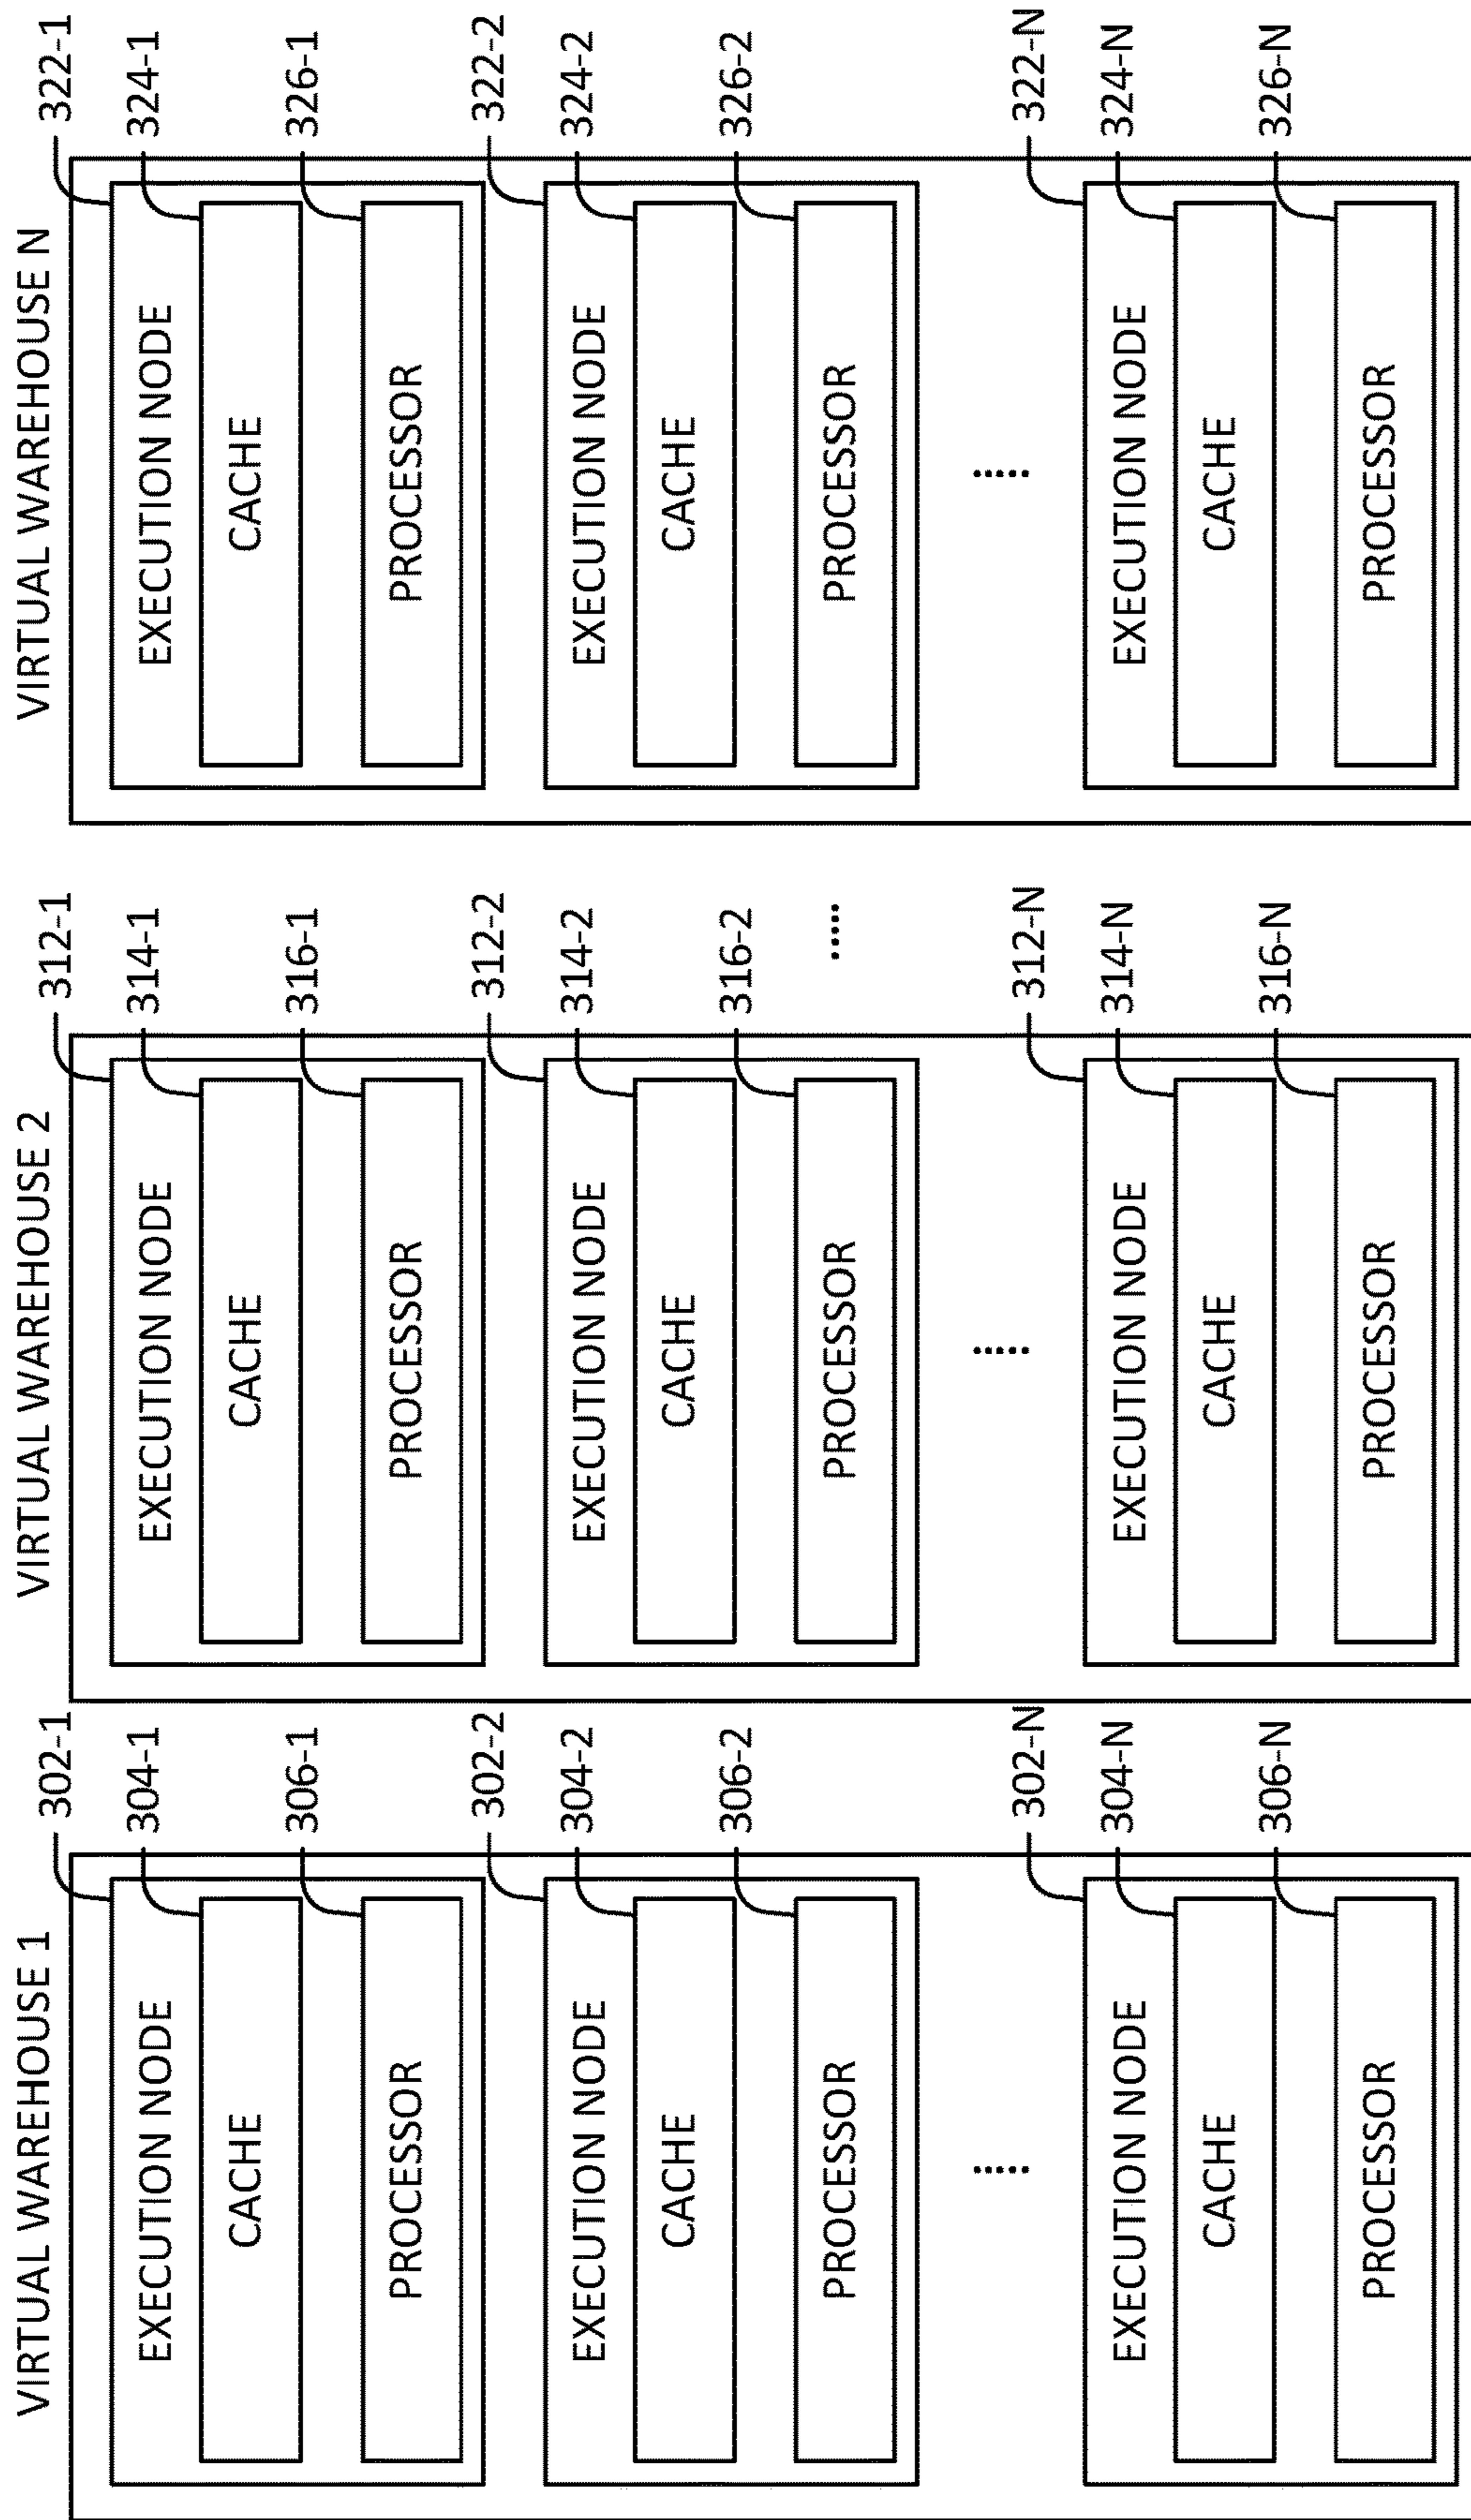 VIRTUAL WAREHOUSE 1
302-1
EXECUTION NODE
304-1
CACHE
306-1
PROCESSOR
302-2
EXECUTION NODE
304-2
CACHE
306-2
PROCESSOR
.....
302-N
EXECUTION NODE
304-N
CACHE
306-N
PROCESSOR
VIRTUAL WAREHOUSE 2
312-1
EXECUTION NODE
314-1
CACHE
316-1
PROCESSOR
312-2
EXECUTION NODE
314-2
CACHE
316-2
PROCESSOR
.....
.....
312-N
EXECUTION NODE
314-N
CACHE
316-N
PROCESSOR
VIRTUAL WAREHOUSE N
322-1
EXECUTION NODE
324-1
CACHE
326-1
PROCESSOR
322-2
EXECUTION NODE
324-2
CACHE
326-2
PROCESSOR
.....
322-N
EXECUTION NODE
324-N
CACHE
326-N
PROCESSOR